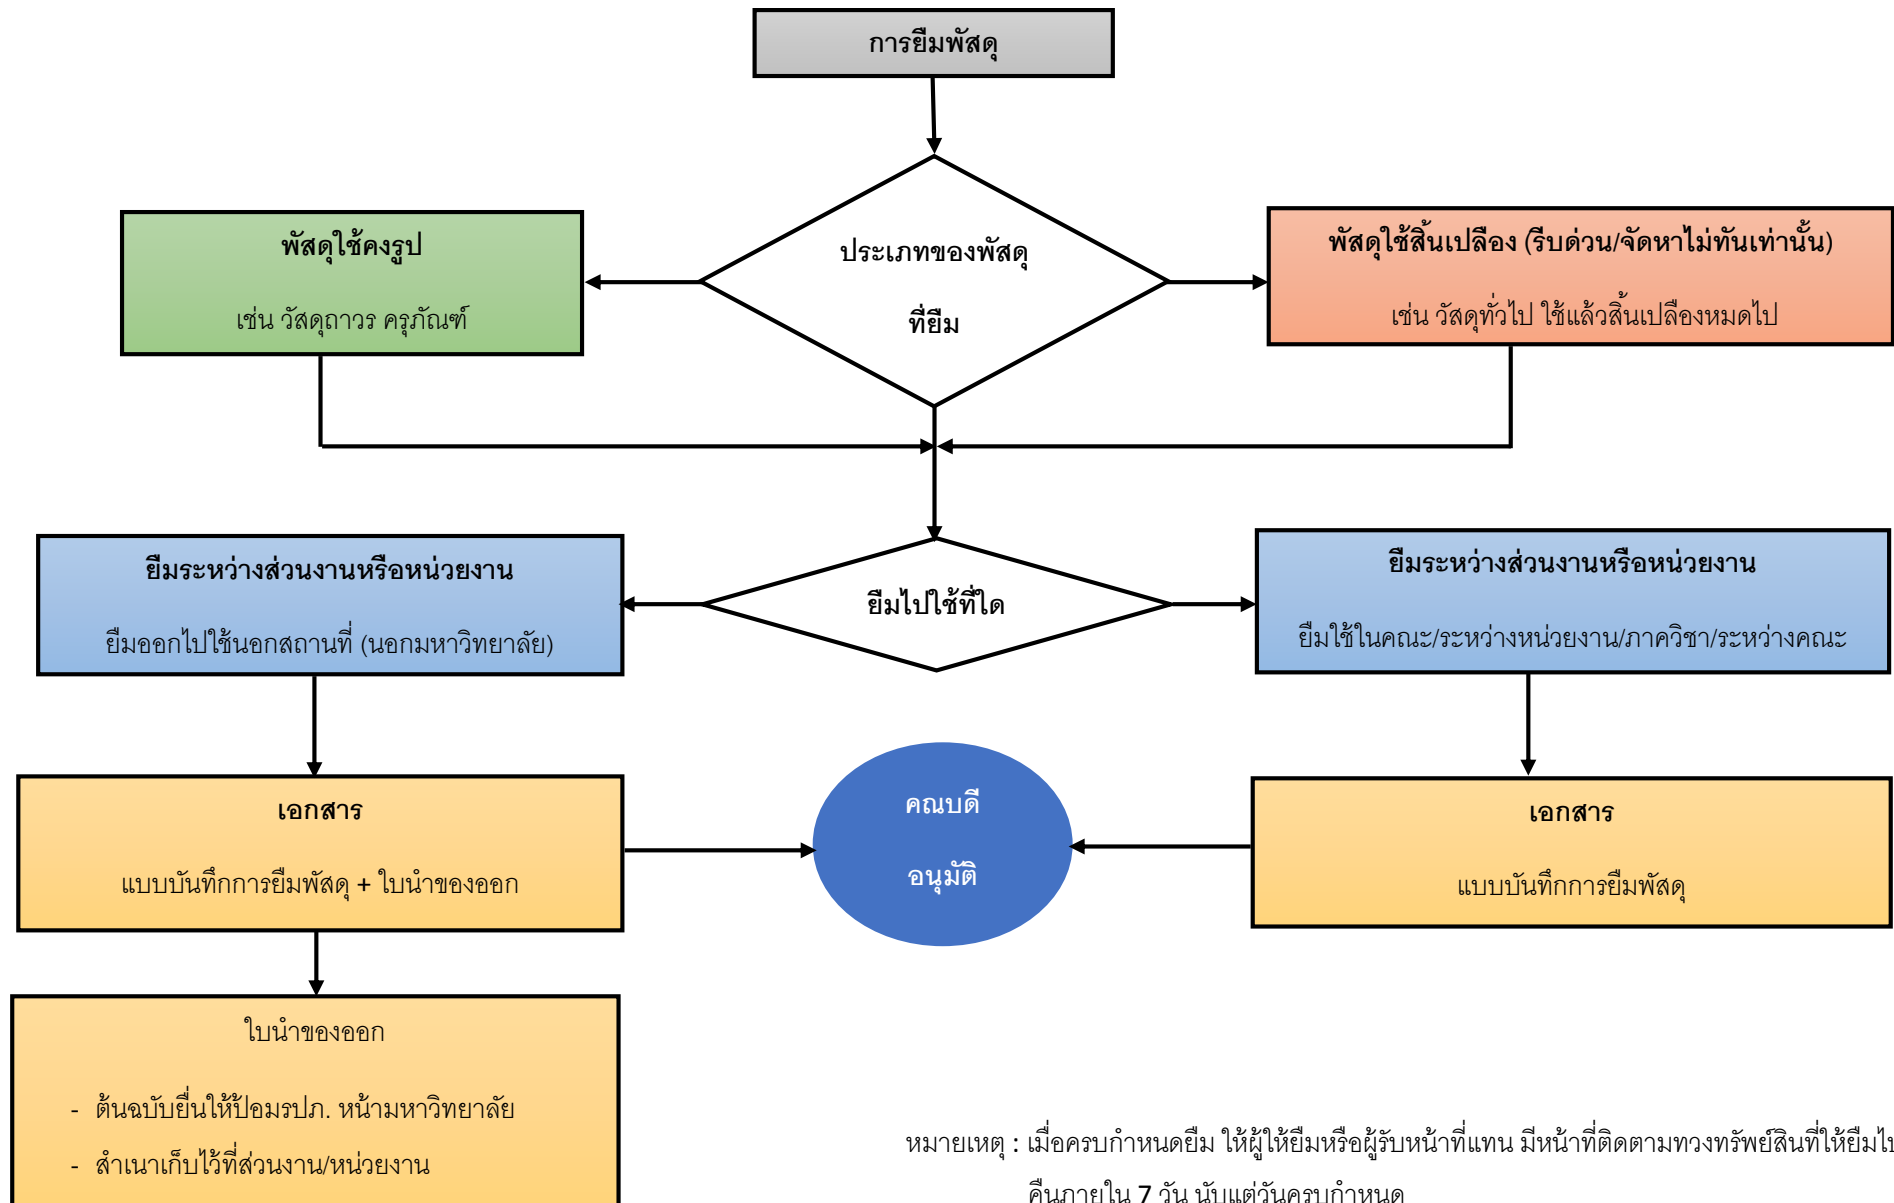 การยืมพัสดุ
ประเภทของพัสดุ
ที่ยืม
พัสดุใช้คงรูป
เช่น วัสดุถาวร ครุภัณฑ์
พัสดุใช้สิ้นเปลือง (รีบด่วน/จัดหาไม่ทันเท่านั้น)
เช่น วัสดุทั่วไป ใช้แล้วสิ้นเปลืองหมดไป
ยืมไปใช้ที่ใด
ยืมระหว่างส่วนงานหรือหน่วยงาน
ยืมออกไปใช้นอกสถานที่ (นอกมหาวิทยาลัย)
ยืมระหว่างส่วนงานหรือหน่วยงาน
ยืมใช้ในคณะ/ระหว่างหน่วยงาน/ภาควิชา/ระหว่างคณะ
เอกสาร
แบบบันทึกการยืมพัสดุ + ใบนำของออก
คณบดี
อนุมัติ
เอกสาร
แบบบันทึกการยืมพัสดุ
ใบนำของออก
- ต้นฉบับยื่นให้ป้อมรปภ. หน้ามหาวิทยาลัย
- สำเนาเก็บไว้ที่ส่วนงาน/หน่วยงาน
หมายเหตุ : เมื่อครบกำหนดยืม ให้ผู้ให้ยืมหรือผู้รับหน้าที่แทน มีหน้าที่ติดตามทวงทรัพย์สินที่ให้ยืมไป
คืนภายใน 7 วัน นับแต่วันครบกำหนด